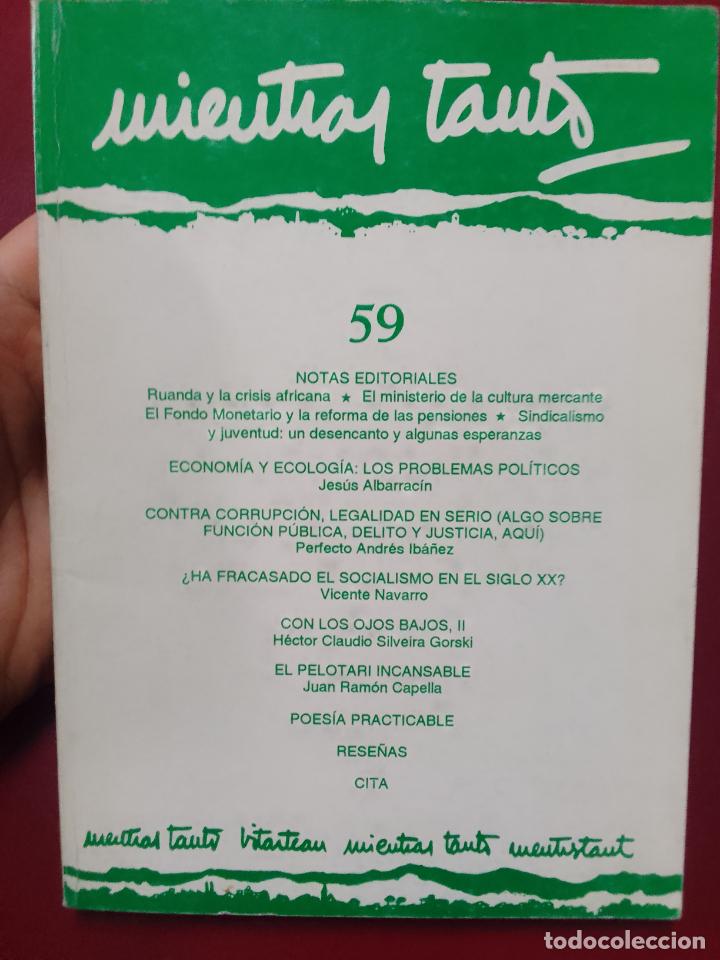 mientras tanto
59
NOTAS EDITORIALES
Ruanda y la crisis africana ★ El ministerio de la cultura mercante
El Fondo Monetario y la reforma de las pensiones ★ Sindicalismo
y juventud: un desencanto y algunas esperanzas
ECONOMÍA Y ECOLOGÍA: LOS PROBLEMAS POLÍTICOS
Jesús Albarracín
CONTRA CORRUPCIÓN, LEGALIDAD EN SERIO (ALGO SOBRE
FUNCIÓN PÚBLICA, DELITO Y JUSTICIA, AQUÍ)
Perfecto Andrés Ibáñez
¿HA FRACASADO EL SOCIALISMO EN EL SIGLO XX?
Vicente Navarro
CON LOS OJOS BAJOS, II
Héctor Claudio Silveira Gorski
EL PELOTARI INCANSABLE
Juan Ramón Capella
POESÍA PRACTICABLE
RESEÑAS
CITA
mentras tanto bitartean mientras tanto mentrstant
todocoleccion